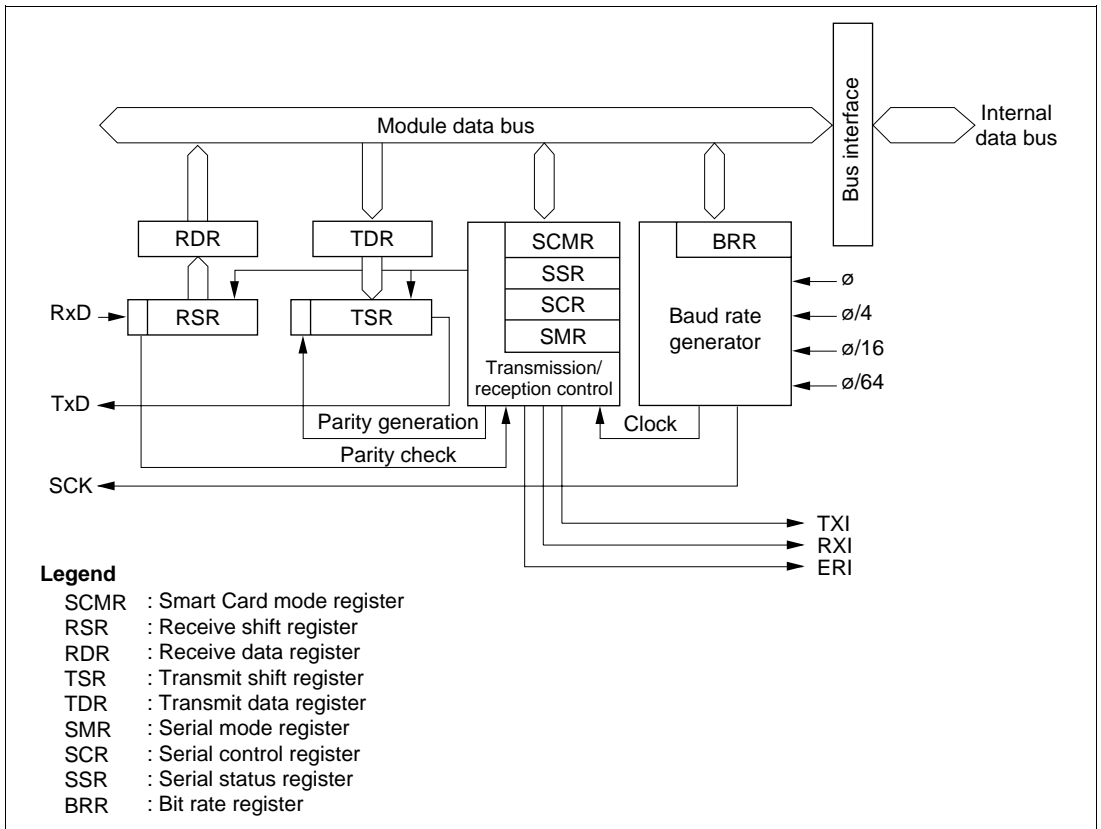 Module data bus
Bus interface
Internal
data bus
RDR
TDR
SCMR
SSR
SCR
SMR
Transmission/
reception control
BRR
Baud rate
generator
ø
ø/4
ø/16
ø/64
RxD
RSR
TSR
TxD
Parity generation
Parity check
Clock
SCK
TXI
RXI
ERI
Legend
SCMR : Smart Card mode register
RSR : Receive shift register
RDR : Receive data register
TSR : Transmit shift register
TDR : Transmit data register
SMR : Serial mode register
SCR : Serial control register
SSR : Serial status register
BRR : Bit rate register